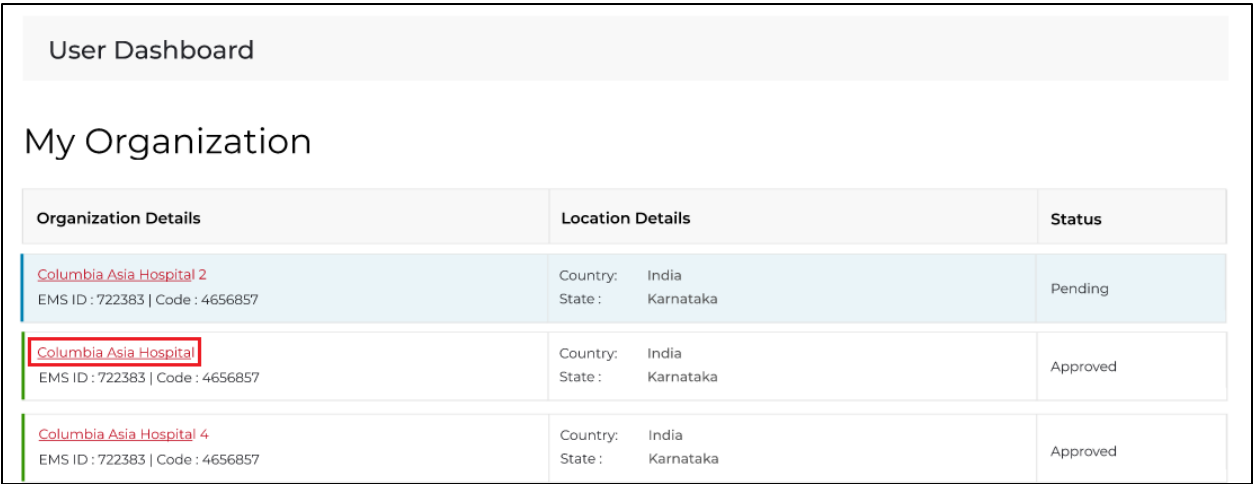 User Dashboard
My Organization
Organization Details Location Details Status
Columbia Asia Hospital 2
EMS ID : 722383 | Code : 4656857
Country: India
State : Karnataka
Pending
Columbia Asia Hospital
EMS ID : 722383 | Code : 4656857
Country: India
State : Karnataka
Approved
Columbia Asia Hospital 4
EMS ID : 722383 | Code : 4656857
Country: India
State : Karnataka
Approved